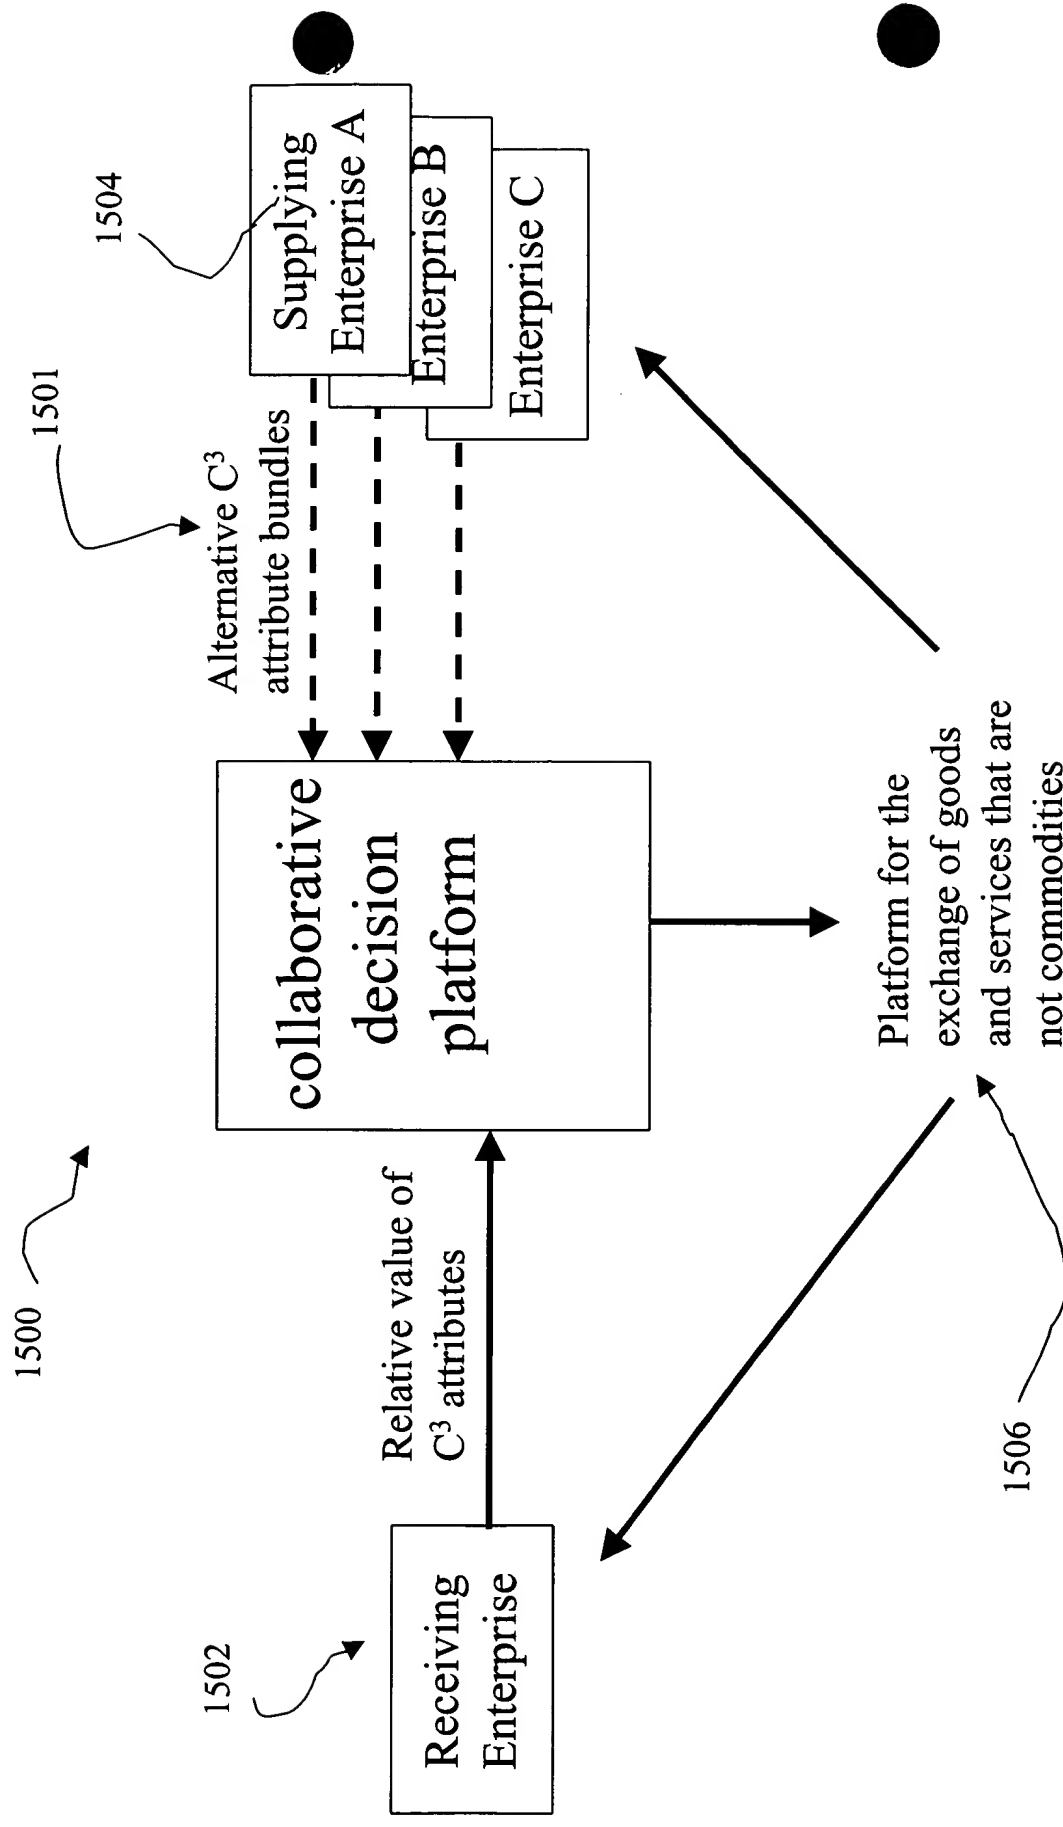 1500
1502
Receiving
Enterprise
Relative value of
C³ attributes
collaborative
decision
platform
1501
Alternative C³
attribute bundles
1504
Supplying
Enterprise A
Enterprise B
Enterprise C
Platform for the
exchange of goods
and services that are
not commodities
1506